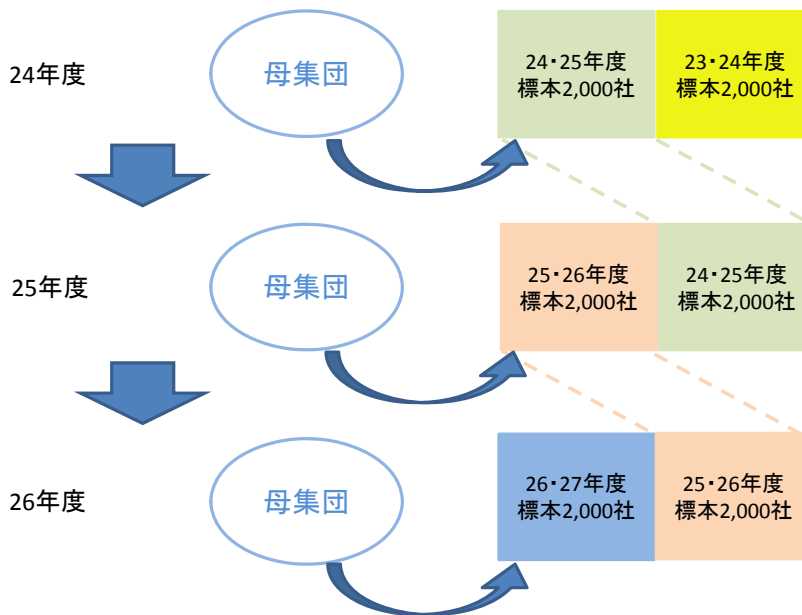 24年度
母集団
24・25年度
標本2,000社
23・24年度
標本2,000社
25年度
母集団
25・26年度
標本2,000社
24・25年度
標本2,000社
26年度
母集団
26・27年度
標本2,000社
25・26年度
標本2,000社